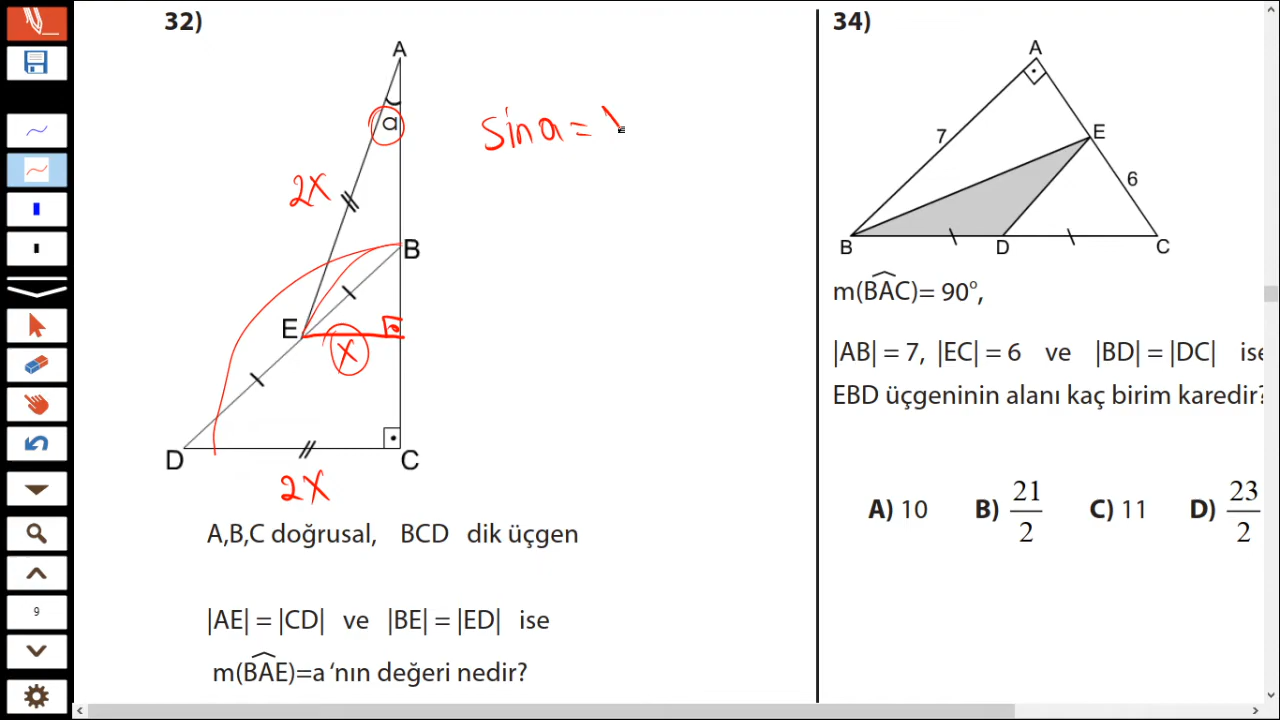 32)
A
a
sin a =
2X
B
E
X
D
C
2X
A,B,C doğrusal, BCD dik üçgen
|AE| = |CD| ve |BE| = |ED| ise
m(BAE)=a ‘nın değeri nedir?
34)
A
7
E
6
B
D
C
m(BAC)= 90°,
|AB| = 7, |EC| = 6 ve |BD| = |DC| ise
EBD üçgeninin alanı kaç birim karedir?
A) 10 B) 21/2 C) 11 D) 23/2
9